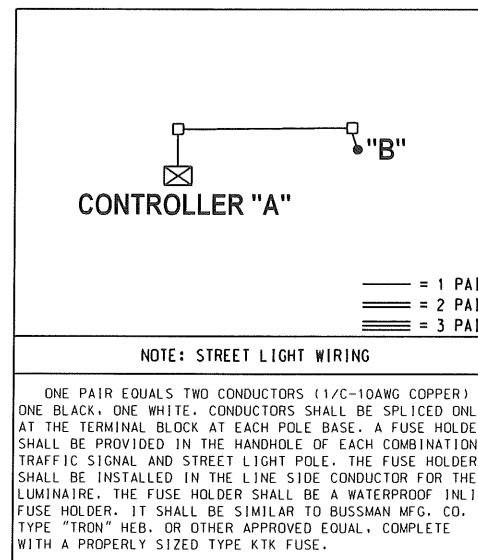 "B"
CONTROLLER "A"
= 1 PAI
= 2 PAI
= 3 PAI
NOTE: STREET LIGHT WIRING
ONE PAIR EQUALS TWO CONDUCTORS (1/C-10AWG COPPER)
ONE BLACK, ONE WHITE. CONDUCTORS SHALL BE SPLICED ONL
AT THE TERMINAL BLOCK AT EACH POLE BASE. A FUSE HOLDE
SHALL BE PROVIDED IN THE HANDHOLE OF EACH COMBINATION
TRAFFIC SIGNAL AND STREET LIGHT POLE. THE FUSE HOLDER
SHALL BE INSTALLED IN THE LINE SIDE CONDUCTOR FOR THE
LUMINAIRE. THE FUSE HOLDER SHALL BE A WATERPROOF INLI
FUSE HOLDER. IT SHALL BE SIMILAR TO BUSSMAN MFG. CO.
TYPE "TRON" HEB. OR OTHER APPROVED EQUAL, COMPLETE
WITH A PROPERLY SIZED TYPE KTK FUSE.